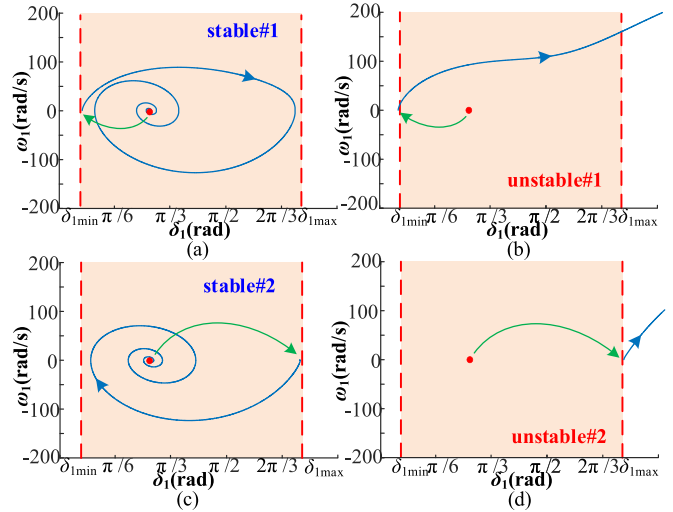 200
100
0
-100
-200
ω₁(rad/s)
stable#1
δ₁min π/6 π/3 π/2 2π/3 δ₁max
δ₁(rad)
(a)
200
100
0
-100
-200
ω₁(rad/s)
unstable#1
δ₁min π/6 π/3 π/2 2π/3 δ₁max
δ₁(rad)
(b)
200
100
0
-100
-200
ω₁(rad/s)
stable#2
δ₁min π/6 π/3 π/2 2π/3 δ₁max
δ₁(rad)
(c)
200
100
0
-100
-200
ω₁(rad/s)
unstable#2
δ₁min π/6 π/3 π/2 2π/3 δ₁max
δ₁(rad)
(d)